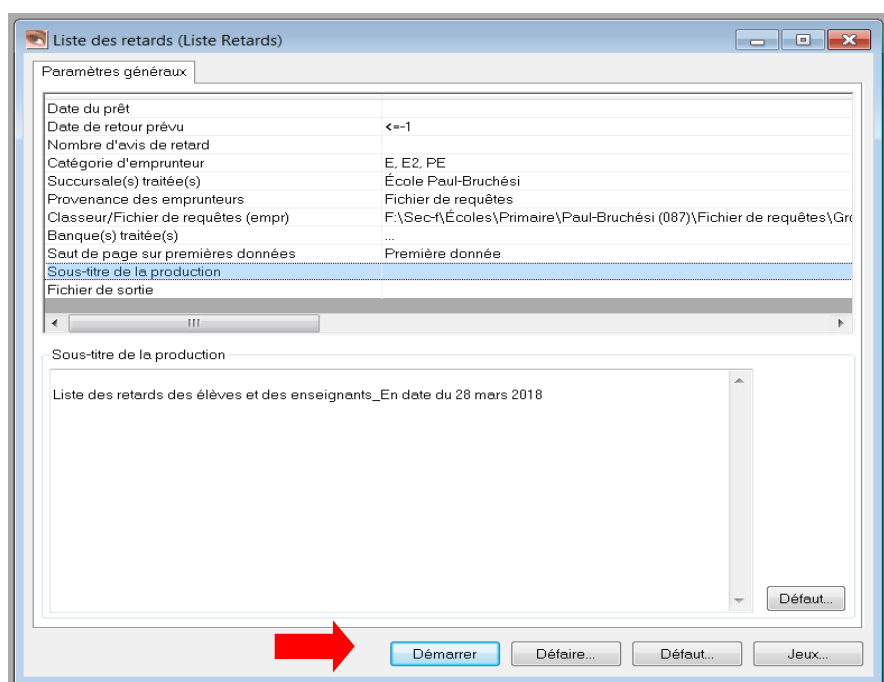 Liste des retards (Liste Retards)
Paramètres généraux
Date du prêt
Date de retour prévu <=-1
Nombre d'avis de retard
Catégorie d'emprunteur E, E2, PE
Succursale(s) traitée(s) École Paul-Bruchési
Provenance des emprunteurs Fichier de requêtes
Classeur/Fichier de requêtes (empr) F:\Sec-f\Écoles\Primaire\Paul-Bruchési (087)\Fichier de requêtes\Gro
Banque(s) traitée(s) ...
Saut de page sur premières données Première donnée
Sous-titre de la production
Fichier de sortie
Sous-titre de la production
Liste des retards des élèves et des enseignants_En date du 28 mars 2018
Défaut...
Démarrer Défaire... Défaut... Jeux...